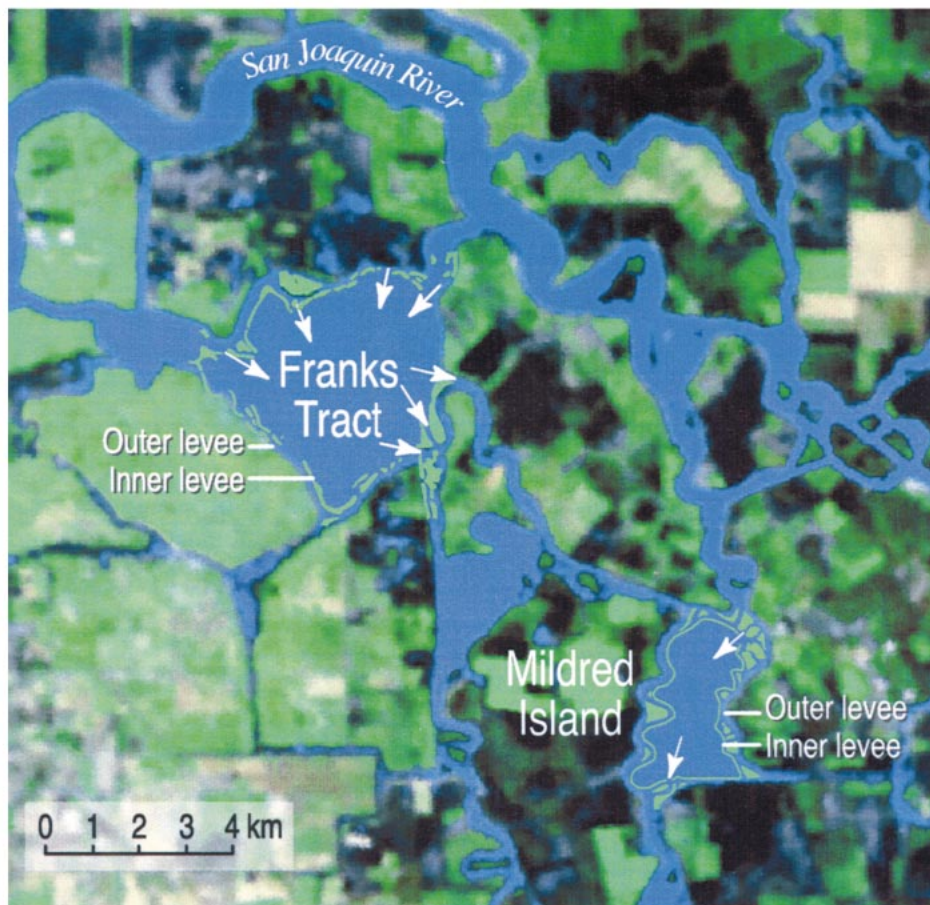 San Joaquin River
Franks
Tract
Outer levee
Inner levee
Mildred
Island
Outer levee
Inner levee
0 1 2 3 4 km